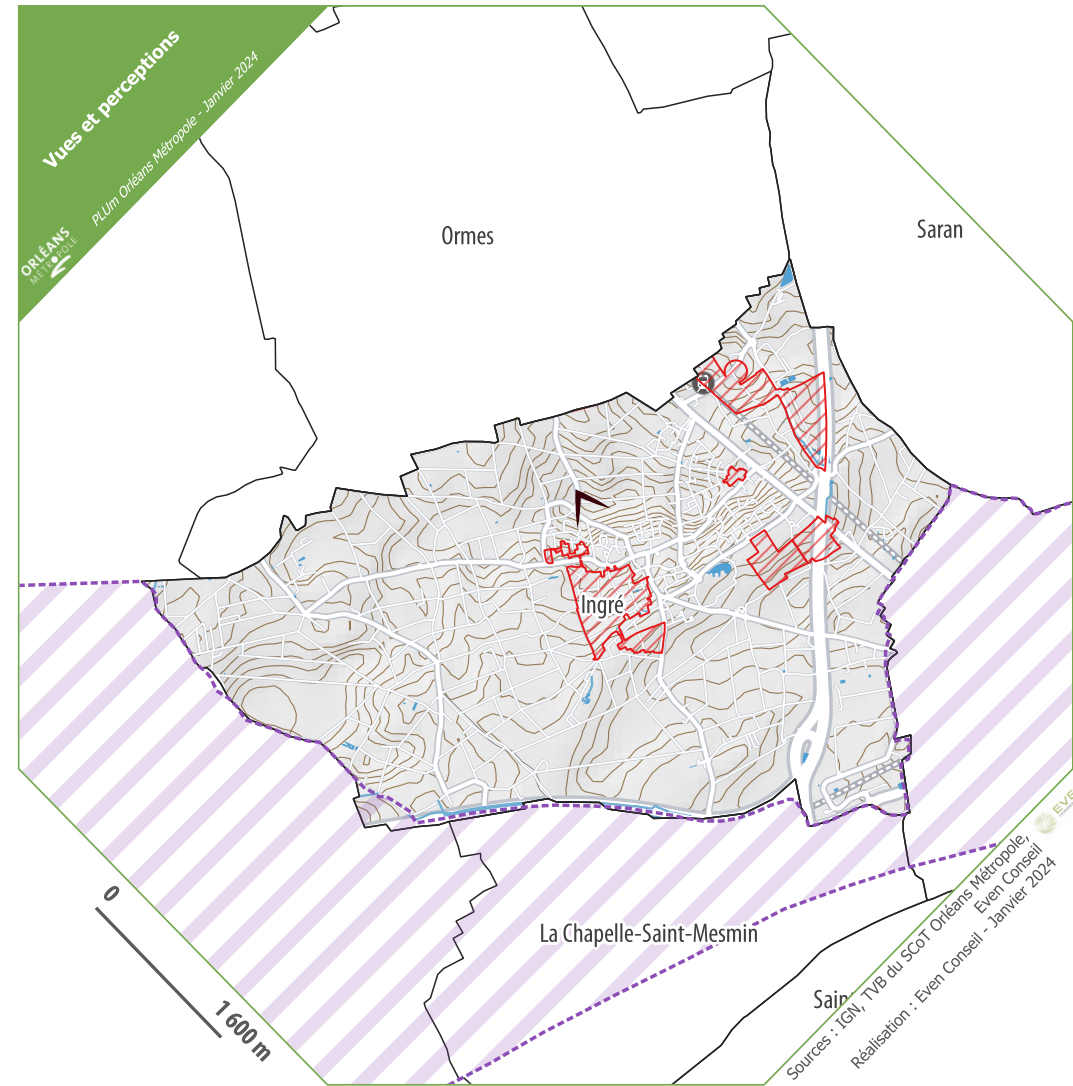 Vues et perceptions
PLUm Orléans Métropole - Janvier 2024
ORLÉANS
MÉTROPOLE
Ormes
Saran
Ingré
La Chapelle-Saint-Mesmin
0
1 600 m
Sources : IGN, TVB du SCoT Orléans Métropole,
Even Conseil
Réalisation : Even Conseil - Janvier 2024